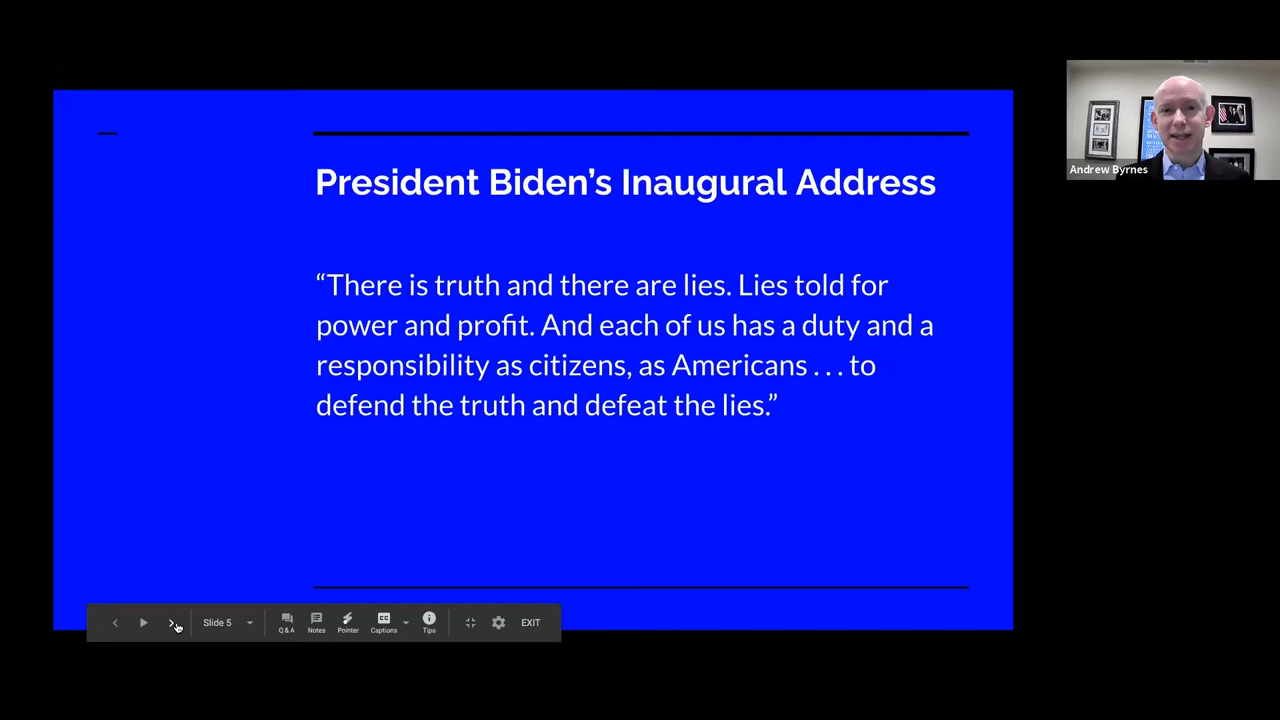 President Biden's Inaugural Address
“There is truth and there are lies. Lies told for
power and profit. And each of us has a duty and a
responsibility as citizens, as Americans . . . to
defend the truth and defeat the lies.”
Andrew Byrnes
Slide 5
Q & A
Notes
Pointer
CC
Captions
Tips
EXIT